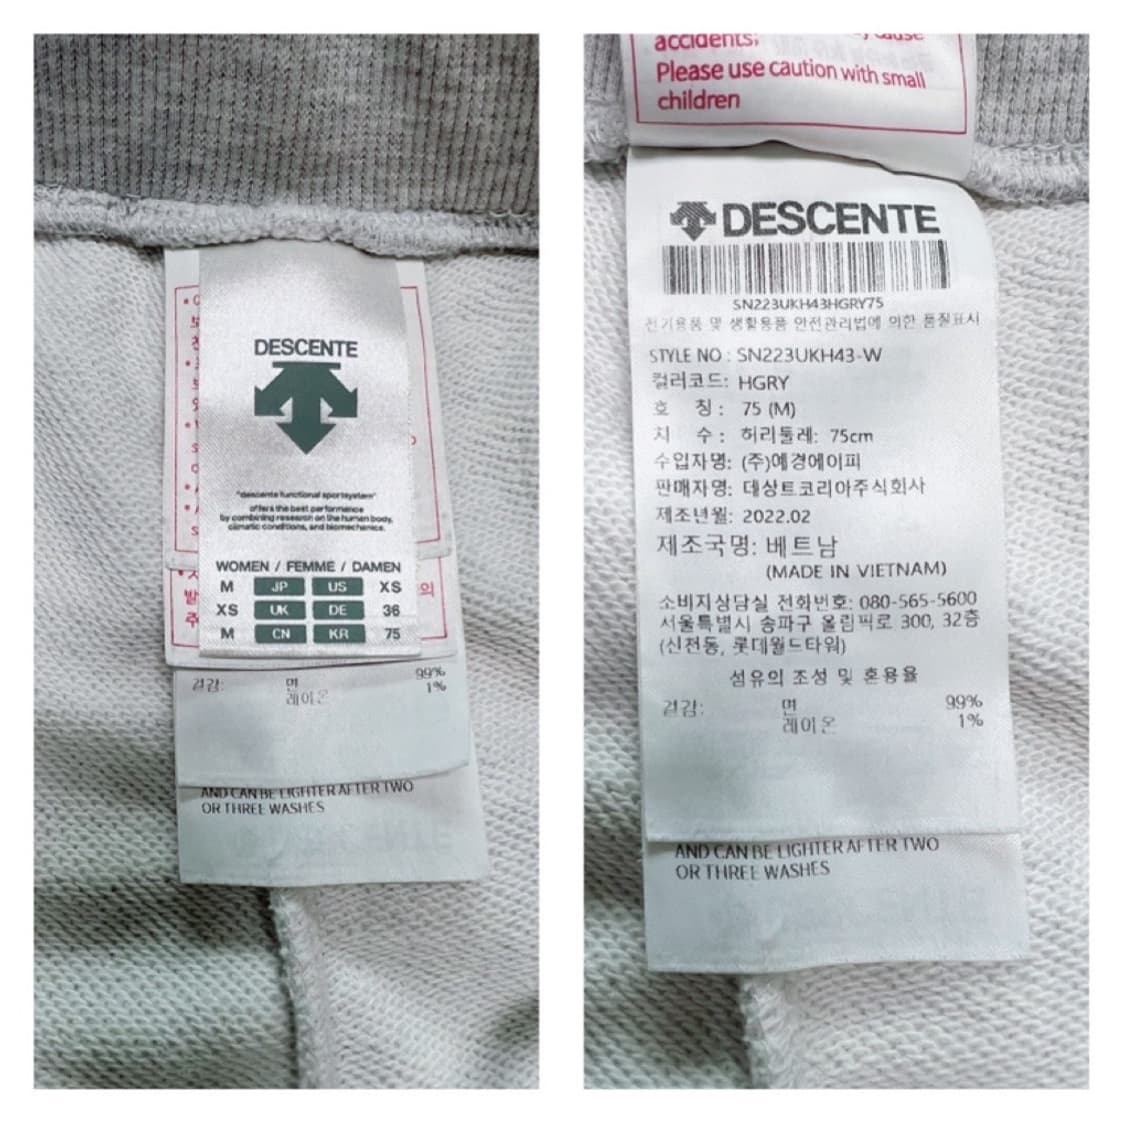 DESCENTE
"descente functional sportsystem"
offers the best performance
by combining research on the human body,
climatic conditions, and biomechanics.
WOMEN / FEMME / DAMEN
M JP US XS
XS UK DE 36
M CN KR 75
의
겉감: 면 99%
레이온 1%
AND CAN BE LIGHTER AFTER TWO
OR THREE WASHES
accidents. cause
Please use caution with small
children
DESCENTE
SN223UKH43HGRY75
전기용품 및 생활용품 안전관리법에 의한 품질표시
STYLE NO : SN223UKH43-W
컬러코드: HGRY
호 칭: 75 (M)
치 수: 허리둘레: 75cm
수입자명: (주)예경에이피
판매자명: 데상트코리아주식회사
제조년월: 2022.02
제조국명: 베트남
(MADE IN VIETNAM)
소비자상담실 전화번호: 080-565-5600
서울특별시 송파구 올림픽로 300, 32층
(신천동, 롯데월드타워)
섬유의 조성 및 혼용율
겉감: 면 99%
레이온 1%
AND CAN BE LIGHTER AFTER TWO
OR THREE WASHES